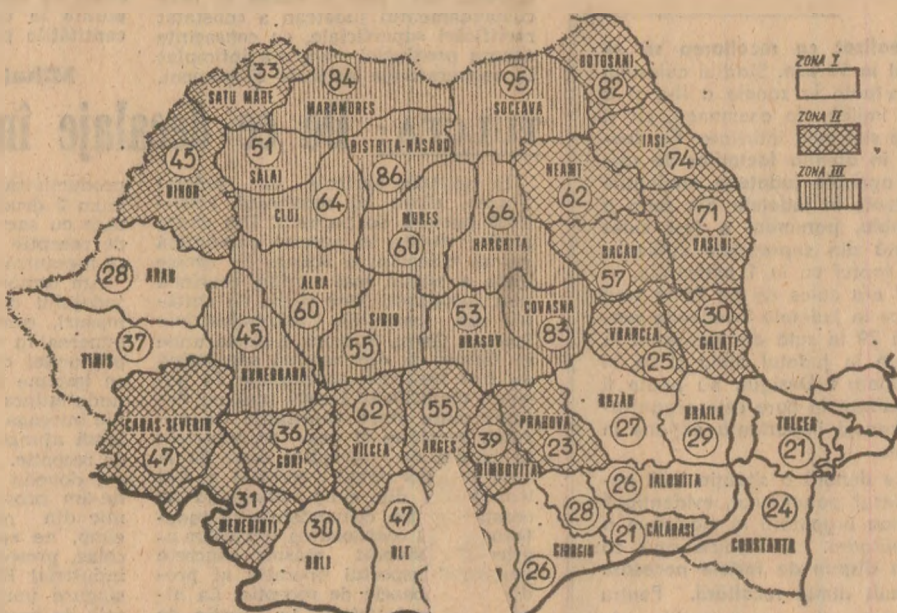 ZONA I
ZONA II
ZONA III
33
SATU MARE
84
MARAMUREȘ
95
SUCEAVA
BOTOȘANI
82
45
BIHOR
51
SĂLAJ
BISTRIȚA-NĂSĂUD
86
CLUJ
64
MUREȘ
60
66
HARGHITA
NEAMȚ
62
IAȘI
74
71
VASLUI
BACĂU
57
28
ARAD
ALBA
60
37
TIMIȘ
45
HUNEDOARA
SIBIU
55
53
BRAȘOV
COVASNA
83
VRANCEA
25
30
GALAȚI
CARAȘ-SEVERIN
47
36
GORJ
62
VÎLCEA
55
ARGEȘ
39
DÎMBOVIȚA
PRAHOVA
23
BUZĂU
27
BRĂILA
29
TULCEA
21
31
MEHEDINȚI
30
DOLJ
47
OLT
26
IALOMIȚA
28
21
CĂLĂRAȘI
GIURGIU
26
24
CONSTANȚA